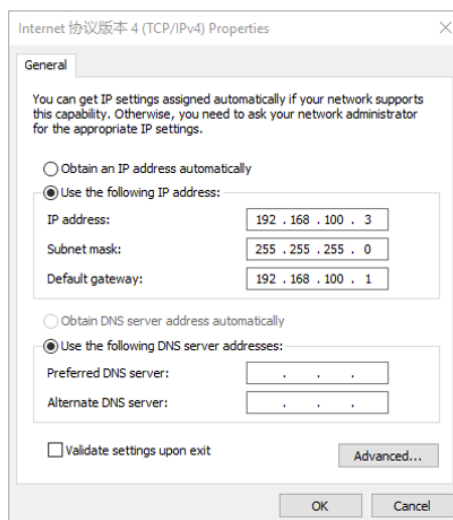 Internet 协议版本 4 (TCP/IPv4) Properties
General
You can get IP settings assigned automatically if your network supports
this capability. Otherwise, you need to ask your network administrator
for the appropriate IP settings.
Obtain an IP address automatically
Use the following IP address:
IP address: 192 . 168 . 100 . 3
Subnet mask: 255 . 255 . 255 . 0
Default gateway: 192 . 168 . 100 . 1
Obtain DNS server address automatically
Use the following DNS server addresses:
Preferred DNS server: . . .
Alternate DNS server: . . .
Validate settings upon exit
Advanced...
OK Cancel